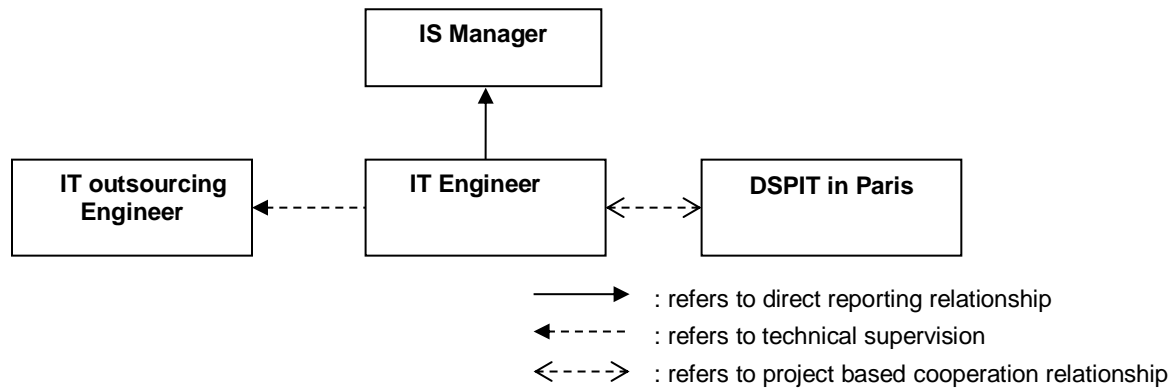 IS Manager
IT outsourcing
Engineer
IT Engineer
DSPIT in Paris
: refers to direct reporting relationship
: refers to technical supervision
: refers to project based cooperation relationship